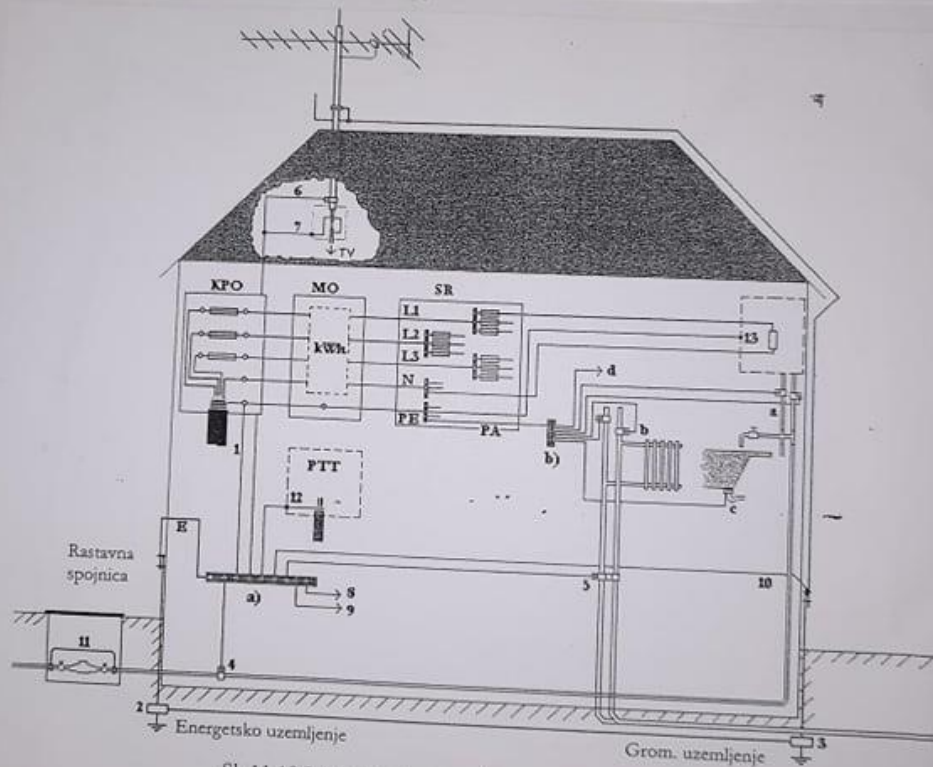 6
7
TV
KPO
MO
SR
L1
L2
L3
N
PE
kWh
PA
13
d
a
b
b)
c
1
PTT
12
E
Rastavna
spojnica
a)
8
9
5
10
11
4
2
Energetsko uzemljenje
Grom. uzemljenje
3